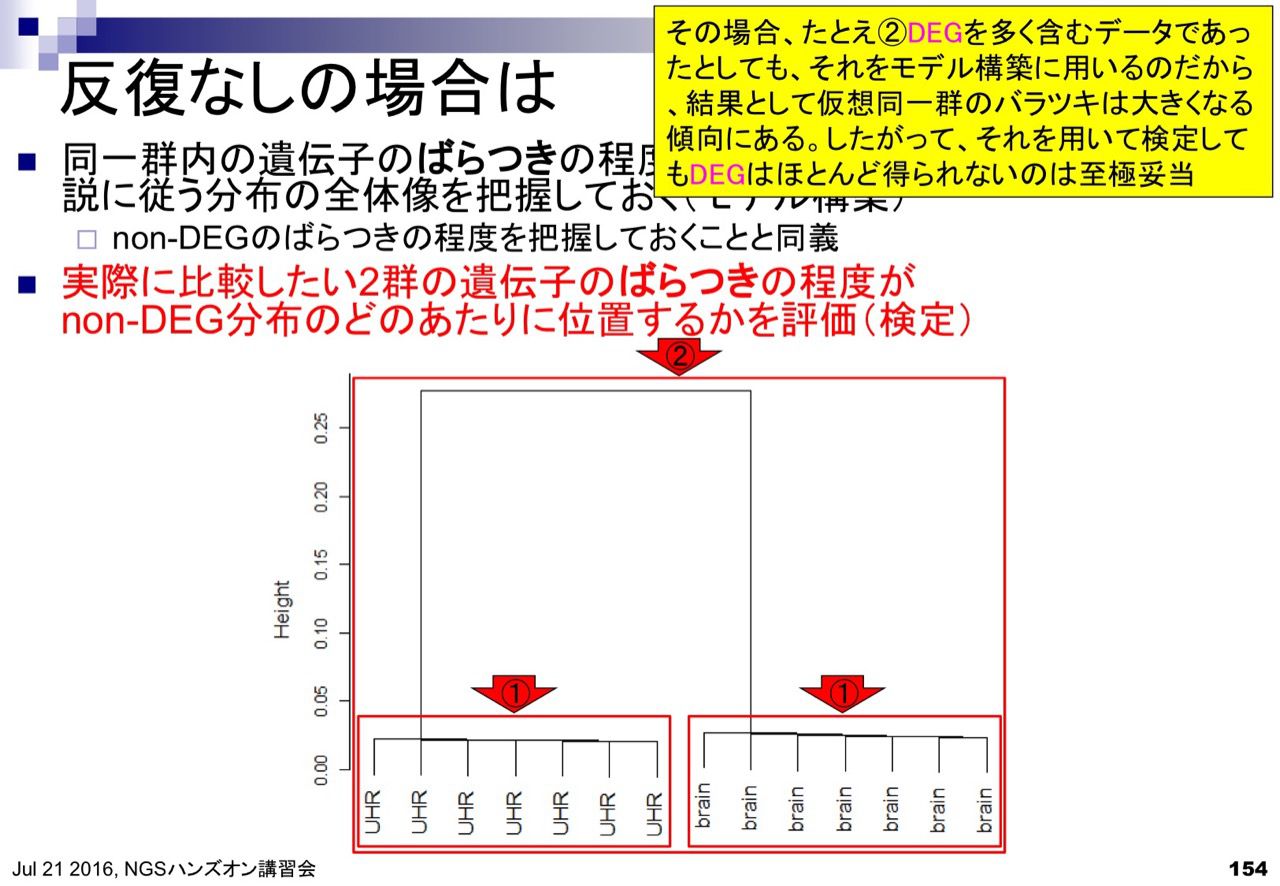 反復なしの場合は
その場合、たとえ②DEGを多く含むデータであっ
たとしても、それをモデル構築に用いるのだから
、結果として仮想同一群のバラツキは大きくなる
傾向にある。したがって、それを用いて検定して
もDEGはほとんど得られないのは至極妥当
■ 同一群内の遺伝子のばらつきの程度
説に従う分布の全体像を把握しておく(モデル構築)
□ non-DEGのばらつきの程度を把握しておくことと同義
■ 実際に比較したい2群の遺伝子のばらつきの程度が
non-DEG分布のどのあたりに位置するかを評価(検定)
②
Height
0.25
0.20
0.15
0.10
0.05
0.00
① ①
UHR UHR UHR UHR UHR UHR UHR brain brain brain brain brain brain brain
Jul 21 2016, NGSハンズオン講習会
154